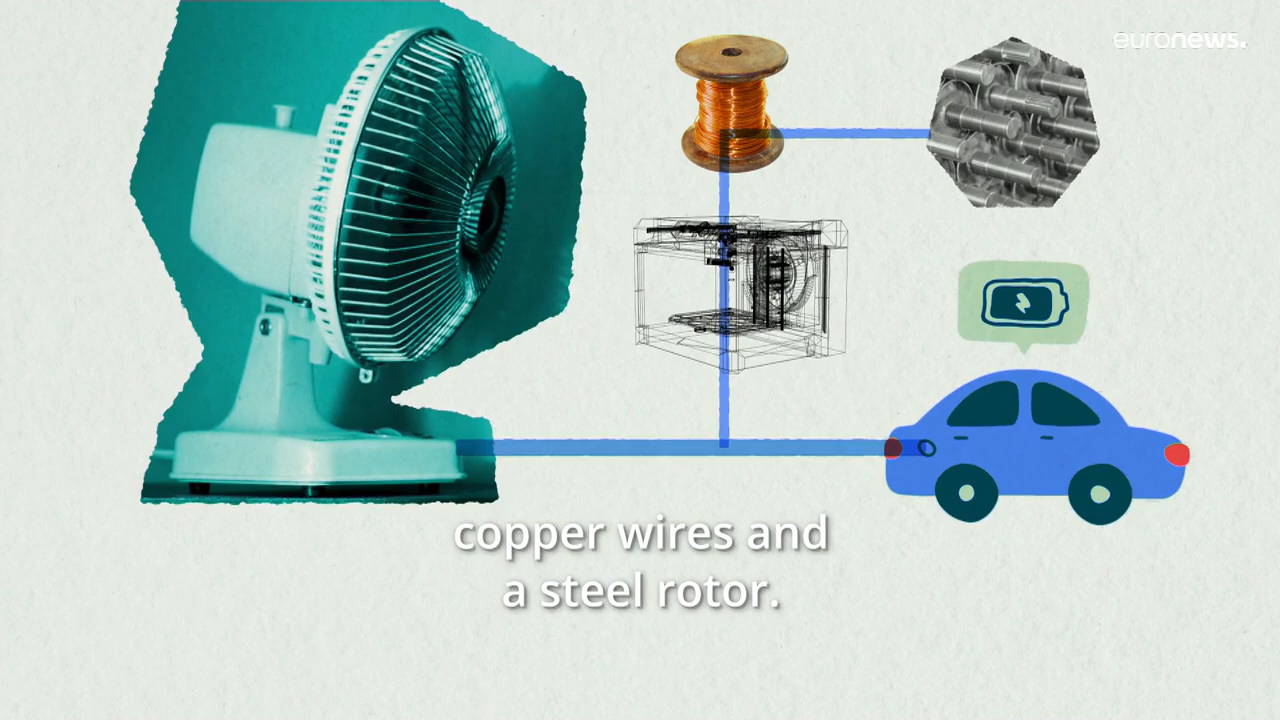 euronews.
copper wires and
a steel rotor.